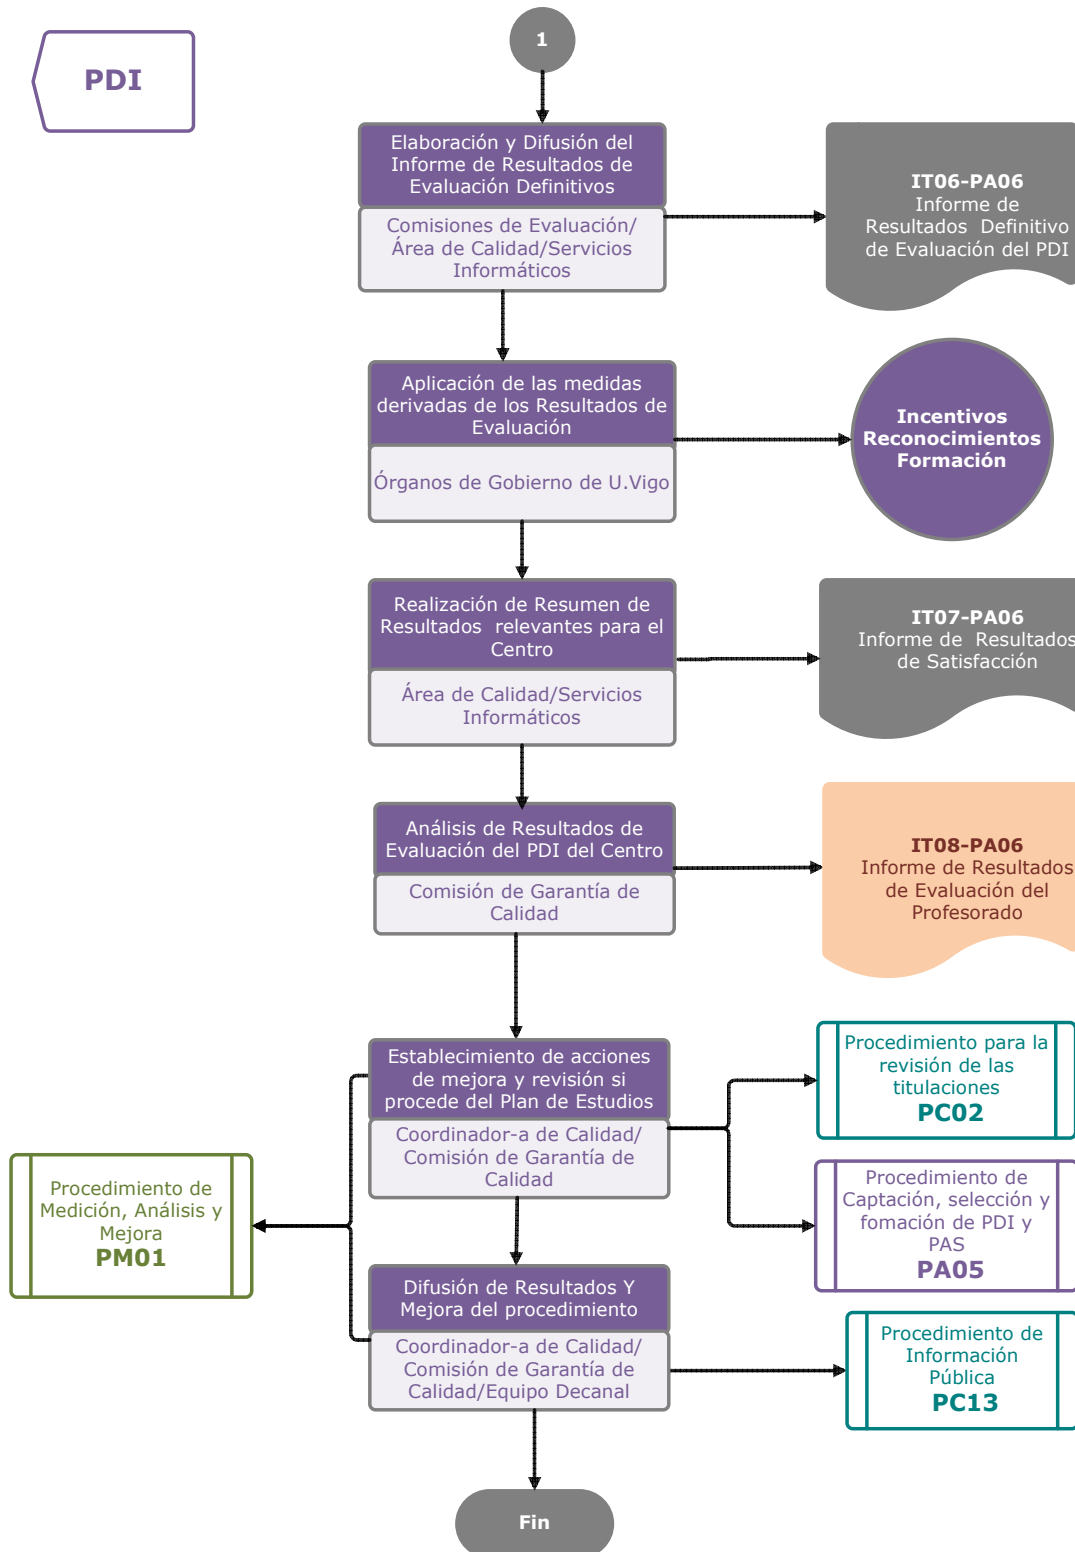 PDI
1
Elaboración y Difusión del
Informe de Resultados de
Evaluación Definitivos
Comisiones de Evaluación/
Área de Calidad/Servicios
Informáticos
IT06-PA06
Informe de
Resultados Definitivo
de Evaluación del PDI
Aplicación de las medidas
derivadas de los Resultados de
Evaluación
Órganos de Gobierno de U.Vigo
Incentivos
Reconocimientos
Formación
Realización de Resumen de
Resultados relevantes para el
Centro
Área de Calidad/Servicios
Informáticos
IT07-PA06
Informe de Resultados
de Satisfacción
Análisis de Resultados de
Evaluación del PDI del Centro
Comisión de Garantía de
Calidad
IT08-PA06
Informe de Resultados
de Evaluación del
Profesorado
Establecimiento de acciones
de mejora y revisión si
procede del Plan de Estudios
Coordinador-a de Calidad/
Comisión de Garantía de
Calidad
Procedimiento para la
revisión de las
titulaciones
PC02
Procedimiento de
Captación, selección y
fomación de PDI y
PAS
PA05
Procedimiento de
Medición, Análisis y
Mejora
PM01
Difusión de Resultados Y
Mejora del procedimiento
Coordinador-a de Calidad/
Comisión de Garantía de
Calidad/Equipo Decanal
Procedimiento de
Información
Pública
PC13
Fin